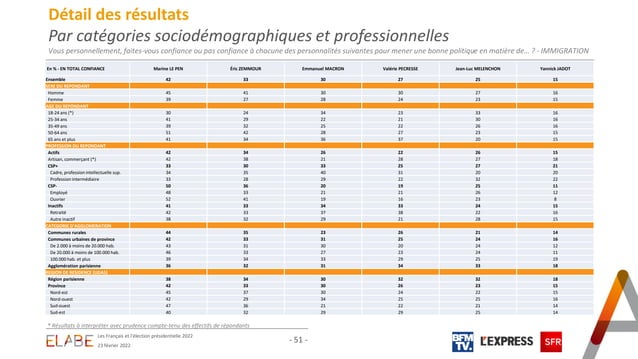 Détail des résultats
Par catégories sociodémographiques et professionnelles
Vous personnellement, faites-vous confiance ou pas confiance à chacune des personnalités suivantes pour mener une bonne politique en matière de… ? - IMMIGRATION
En % - EN TOTAL CONFIANCE Marine LE PEN Éric ZEMMOUR Emmanuel MACRON Valérie PECRESSE Jean-Luc MELENCHON Yannick JADOT
Ensemble 42 33 30 27 25 15
SEXE DU REPONDANT
Homme 45 41 30 30 27 16
Femme 39 27 28 24 23 15
AGE DU REPONDANT
18-24 ans (*) 30 24 34 23 33 16
25-34 ans 41 29 22 21 30 16
35-49 ans 39 32 25 22 26 16
50-64 ans 51 42 28 27 23 15
65 ans et plus 41 34 36 37 20 15
PROFESSION DU REPONDANT
Actifs 42 34 26 22 26 15
Artisan, commerçant (*) 42 38 21 28 27 18
CSP+ 33 30 33 25 27 21
Cadre, profession intellectuelle sup. 34 35 40 31 20 20
Profession intermédiaire 33 28 29 22 32 22
CSP- 50 36 20 19 25 11
Employé 48 33 21 21 26 12
Ouvrier 52 41 19 16 23 8
Inactifs 41 33 34 33 24 15
Retraité 42 33 37 38 22 16
Autre inactif 38 32 29 21 28 15
CATEGORIE D'AGGLOMERATION
Communes rurales 44 35 23 26 21 14
Communes urbaines de province 42 33 31 25 24 16
De 2.000 à moins de 20.000 hab. 43 31 30 20 24 12
De 20.000 à moins de 100.000 hab. 46 33 27 23 24 11
100.000 hab. et plus 39 34 33 29 25 19
Agglomération parisienne 36 32 31 34 33 18
REGION DE RESIDENCE (UDA5)
Région parisienne 38 34 30 32 32 18
Province 42 33 30 26 23 15
Nord-est 45 37 30 24 22 15
Nord-ouest 42 29 34 25 25 16
Sud-ouest 47 36 21 22 21 14
Sud-est 40 32 29 29 25 14
* Résultats à interpréter avec prudence compte-tenu des effectifs de répondants
ELABE
Les Français et l'élection présidentielle 2022
23 février 2022
- 51 -
BFM
TV.
L'EXPRESS
SFR